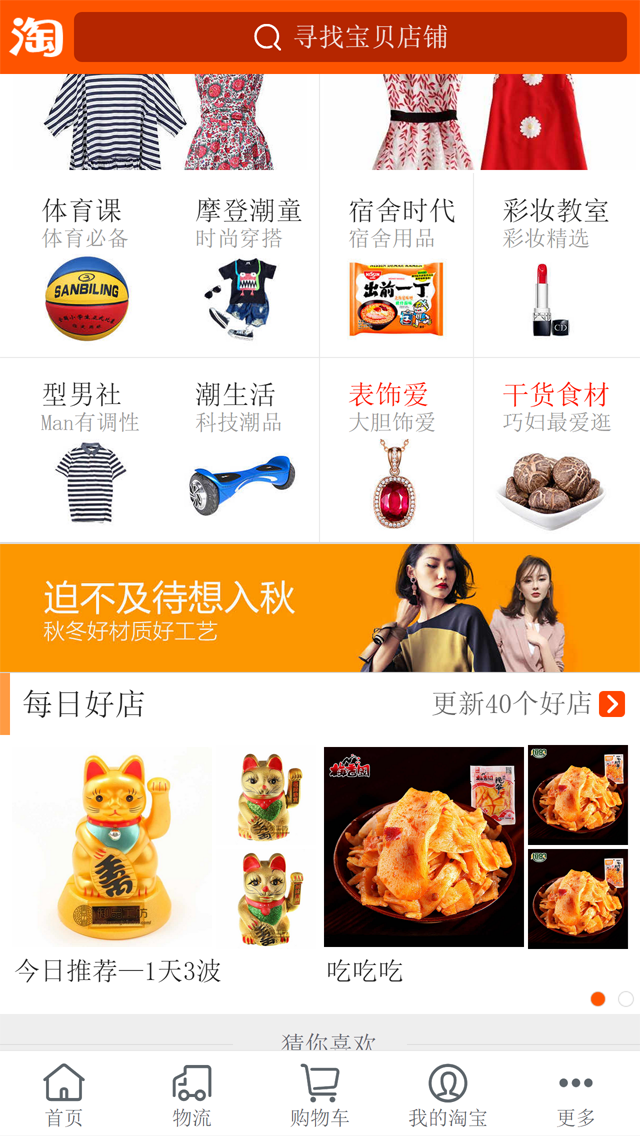 淘
寻找宝贝店铺
体育课
摩登潮童
宿舍时代
彩妆教室
体育必备
时尚穿搭
宿舍用品
彩妆精选
SANBILING
出前一丁
CD
型男社
潮生活
表饰爱
干货食材
Man有调性
科技潮品
大胆饰爱
巧妇最爱逛
迫不及待想入秋
秋冬好材质好工艺
每日好店
更新40个好店
今日推荐—1天3波
吃吃吃
猜你喜欢
首页
物流
购物车
我的淘宝
更多